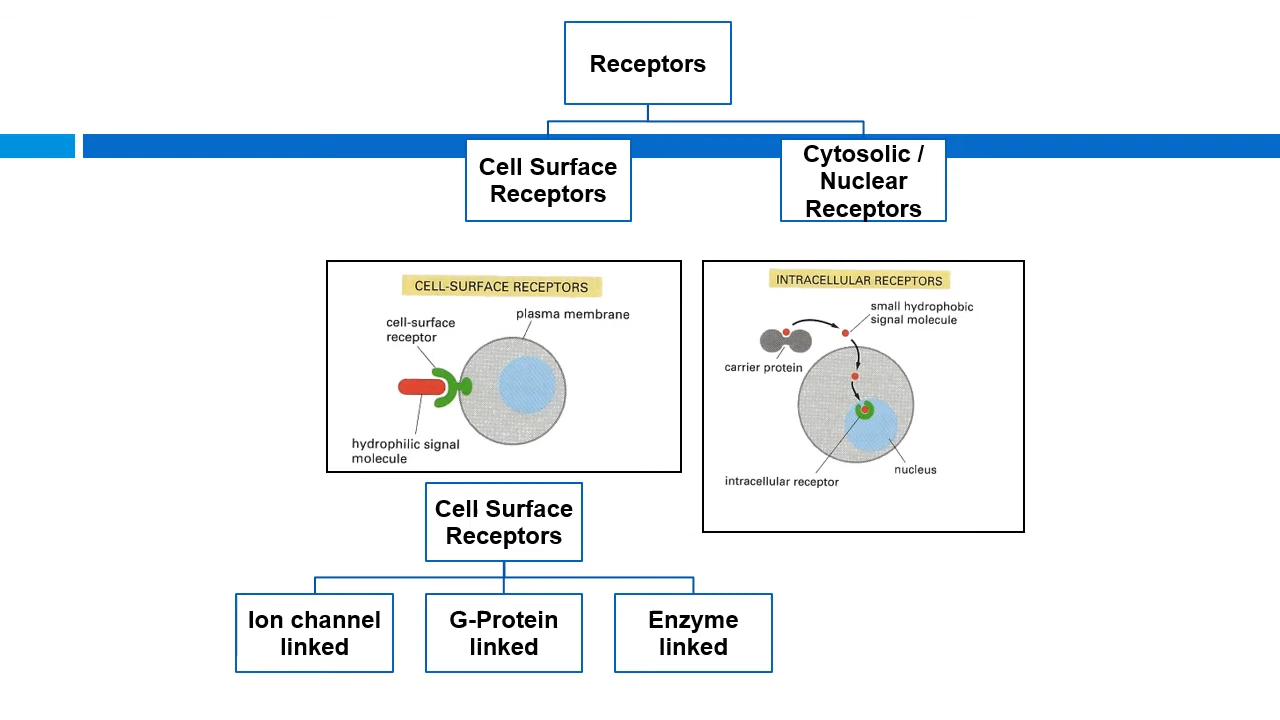 Receptors
Cell Surface
Receptors
Cytosolic /
Nuclear
Receptors
CELL-SURFACE RECEPTORS
plasma membrane
cell-surface
receptor
hydrophilic signal
molecule
INTRACELLULAR RECEPTORS
small hydrophobic
signal molecule
carrier protein
nucleus
intracellular receptor
Cell Surface
Receptors
Ion channel
linked
G-Protein
linked
Enzyme
linked